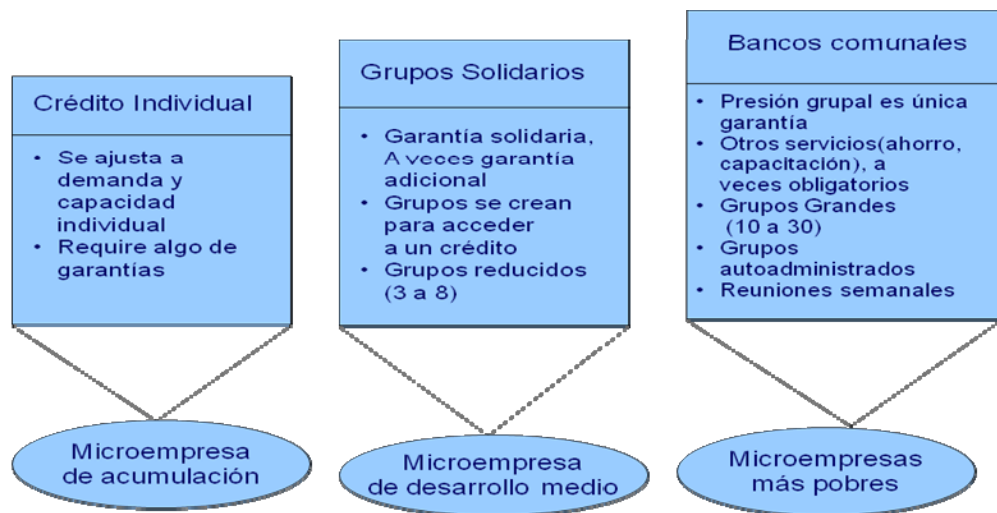 Crédito Individual
• Se ajusta a
demanda y
capacidad
individual
• Require algo de
garantías
Microempresa
de acumulación
Grupos Solidarios
• Garantía solidaria,
A veces garantía
adicional
• Grupos se crean
para acceder
a un crédito
• Grupos reducidos
(3 a 8)
Microempresa
de desarrollo medio
Bancos comunales
• Presión grupal es única
garantía
• Otros servicios(ahorro,
capacitación), a
veces obligatorios
• Grupos Grandes
(10 a 30)
• Grupos
autoadministrados
• Reuniones semanales
Microempresas
más pobres